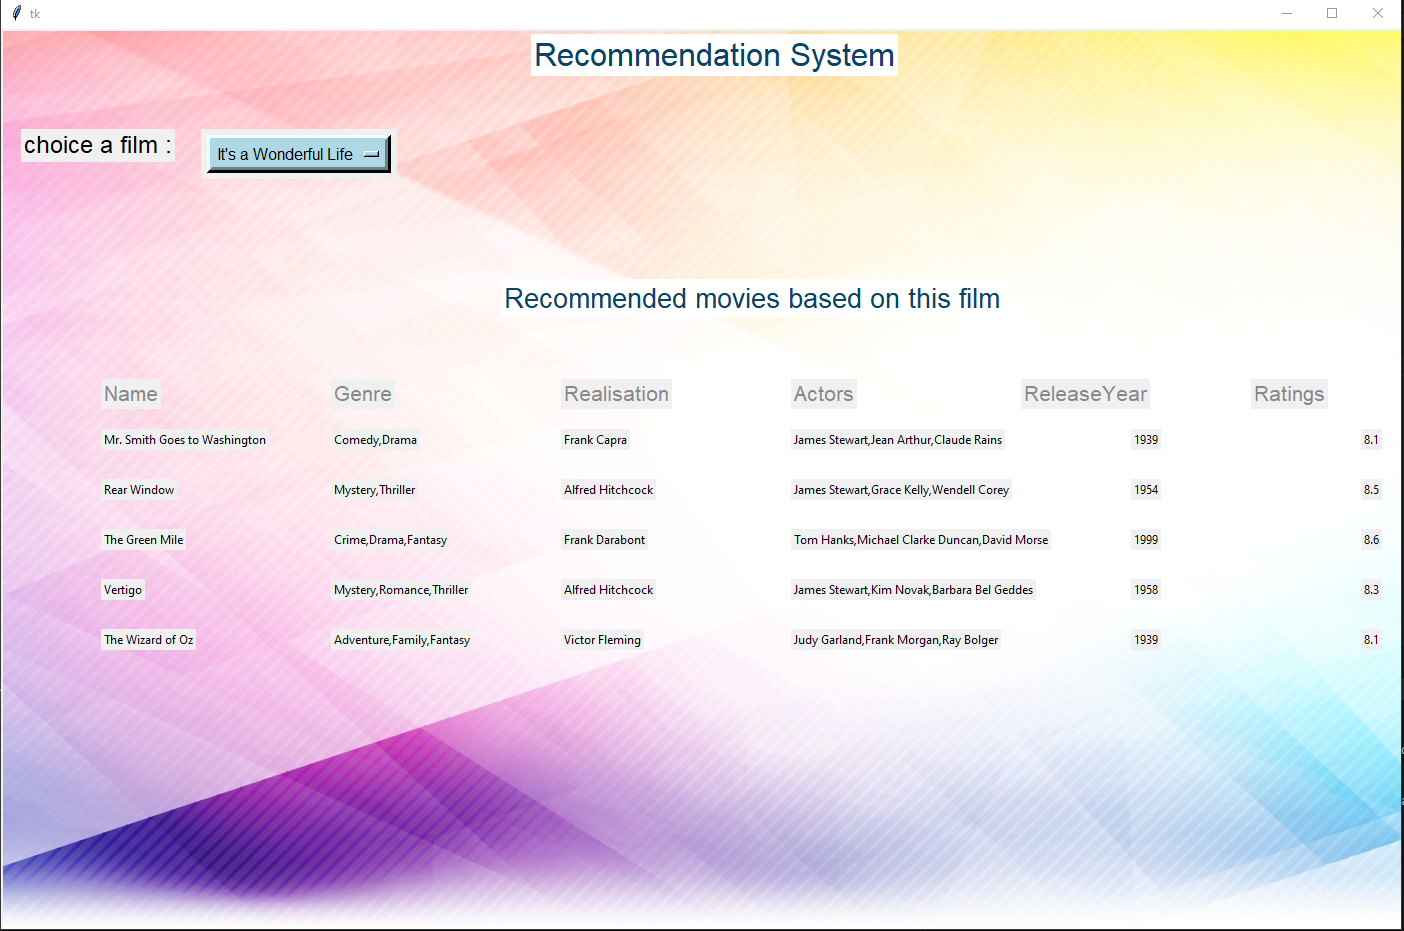 tk
Recommendation System
choice a film :
It's a Wonderful Life
Recommended movies based on this film
Name Genre Realisation Actors ReleaseYear Ratings
Mr. Smith Goes to Washington Comedy,Drama Frank Capra James Stewart,Jean Arthur,Claude Rains 1939 8.1
Rear Window Mystery,Thriller Alfred Hitchcock James Stewart,Grace Kelly,Wendell Corey 1954 8.5
The Green Mile Crime,Drama,Fantasy Frank Darabont Tom Hanks,Michael Clarke Duncan,David Morse 1999 8.6
Vertigo Mystery,Romance,Thriller Alfred Hitchcock James Stewart,Kim Novak,Barbara Bel Geddes 1958 8.3
The Wizard of Oz Adventure,Family,Fantasy Victor Fleming Judy Garland,Frank Morgan,Ray Bolger 1939 8.1